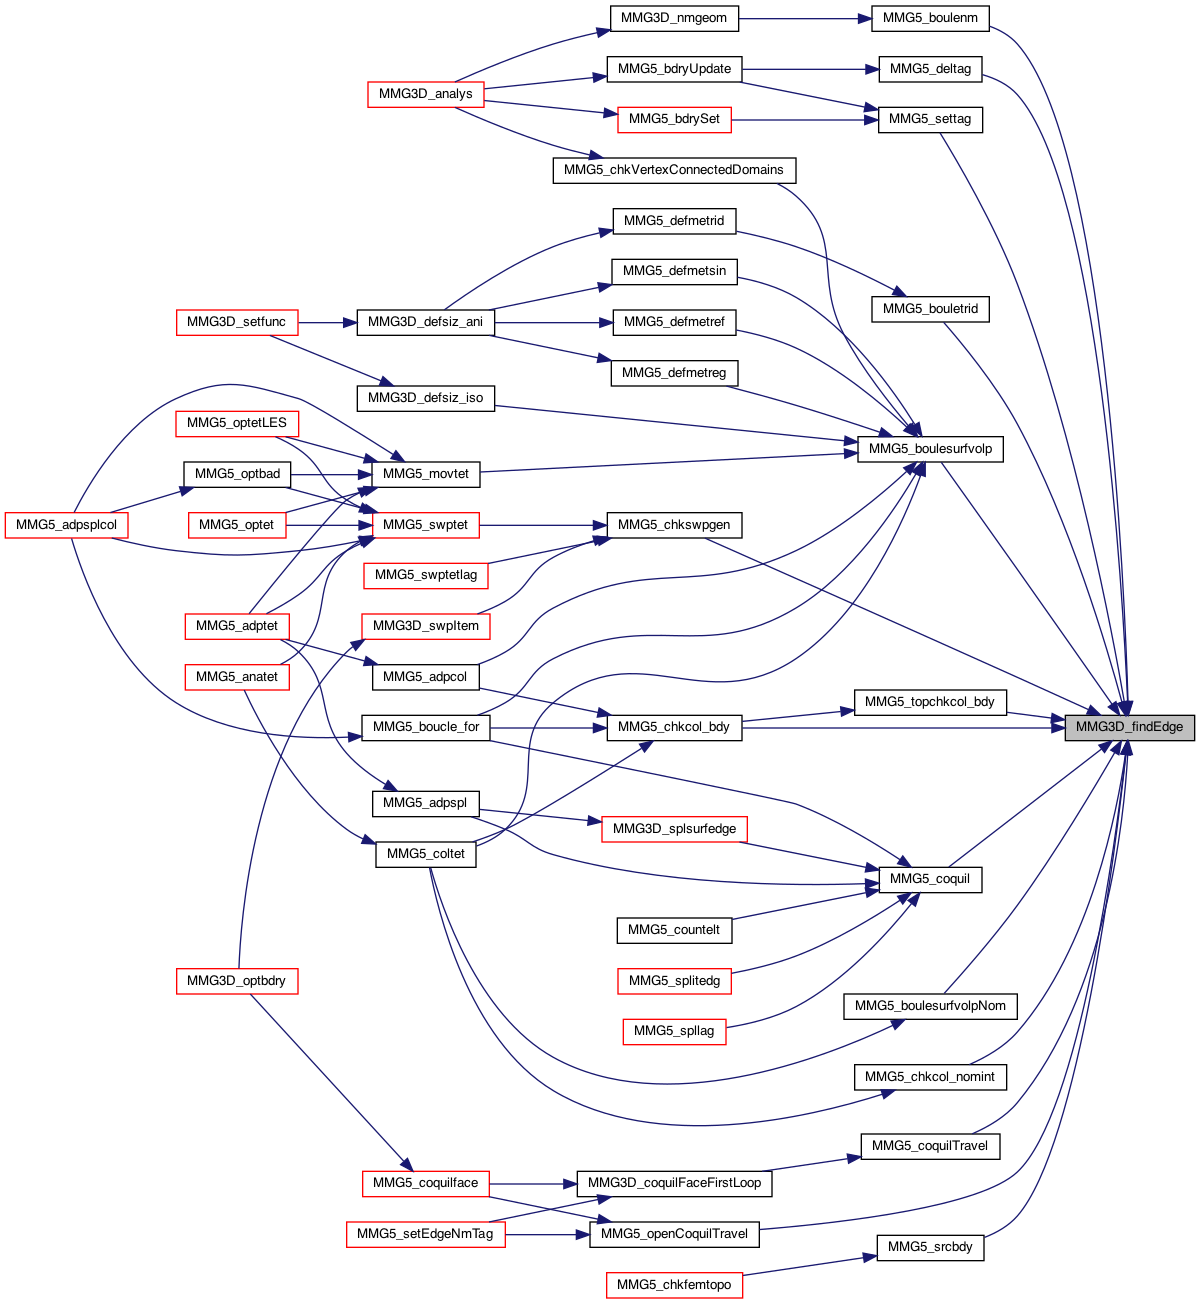 MMG3D_nmgeom
MMG5_boulenm
MMG5_bdryUpdate
MMG5_deltag
MMG3D_analys
MMG5_bdrySet
MMG5_settag
MMG5_chkVertexConnectedDomains
MMG5_defmetrid
MMG5_defmetsin
MMG5_bouletrid
MMG3D_setfunc
MMG3D_defsiz_ani
MMG5_defmetref
MMG5_defmetreg
MMG3D_defsiz_iso
MMG5_optetLES
MMG5_boulesurfvolp
MMG5_optbad
MMG5_movtet
MMG5_adpsplcol
MMG5_optet
MMG5_swptet
MMG5_chkswpgen
MMG5_swptetlag
MMG5_adptet
MMG3D_swpItem
MMG5_anatet
MMG5_adpcol
MMG5_topchkcol_bdy
MMG5_boucle_for
MMG5_chkcol_bdy
MMG3D_findEdge
MMG5_adpspl
MMG3D_splsurfedge
MMG5_coltet
MMG5_coquil
MMG5_countelt
MMG3D_optbdry
MMG5_splitedg
MMG5_boulesurfvolpNom
MMG5_spllag
MMG5_chkcol_nomint
MMG5_coquilTravel
MMG5_coquilface
MMG3D_coquilFaceFirstLoop
MMG5_setEdgeNmTag
MMG5_openCoquilTravel
MMG5_srcbdy
MMG5_chkfemtopo